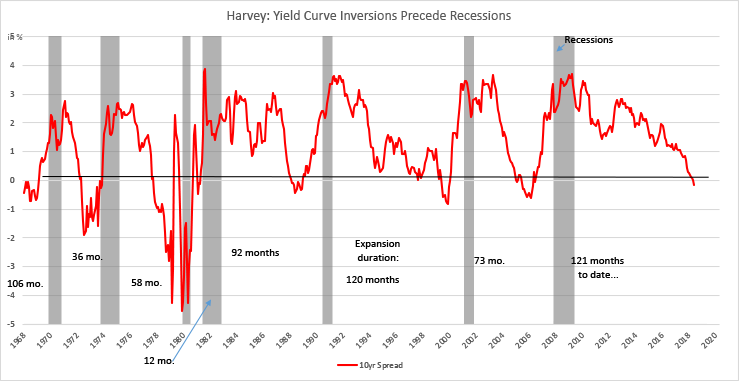 Harvey: Yield Curve Inversions Precede Recessions
in %
5
4
3
2
1
0
-1
-2
-3
-4
-5
Recessions
106 mo.
36 mo.
58 mo.
12 mo.
92 months
Expansion
duration:
120 months
73 mo.
121 months
to date...
1968
1970
1972
1974
1976
1978
1980
1982
1984
1986
1988
1990
1992
1994
1996
1998
2000
2002
2004
2006
2008
2010
2012
2014
2016
2018
2020
10yr Spread